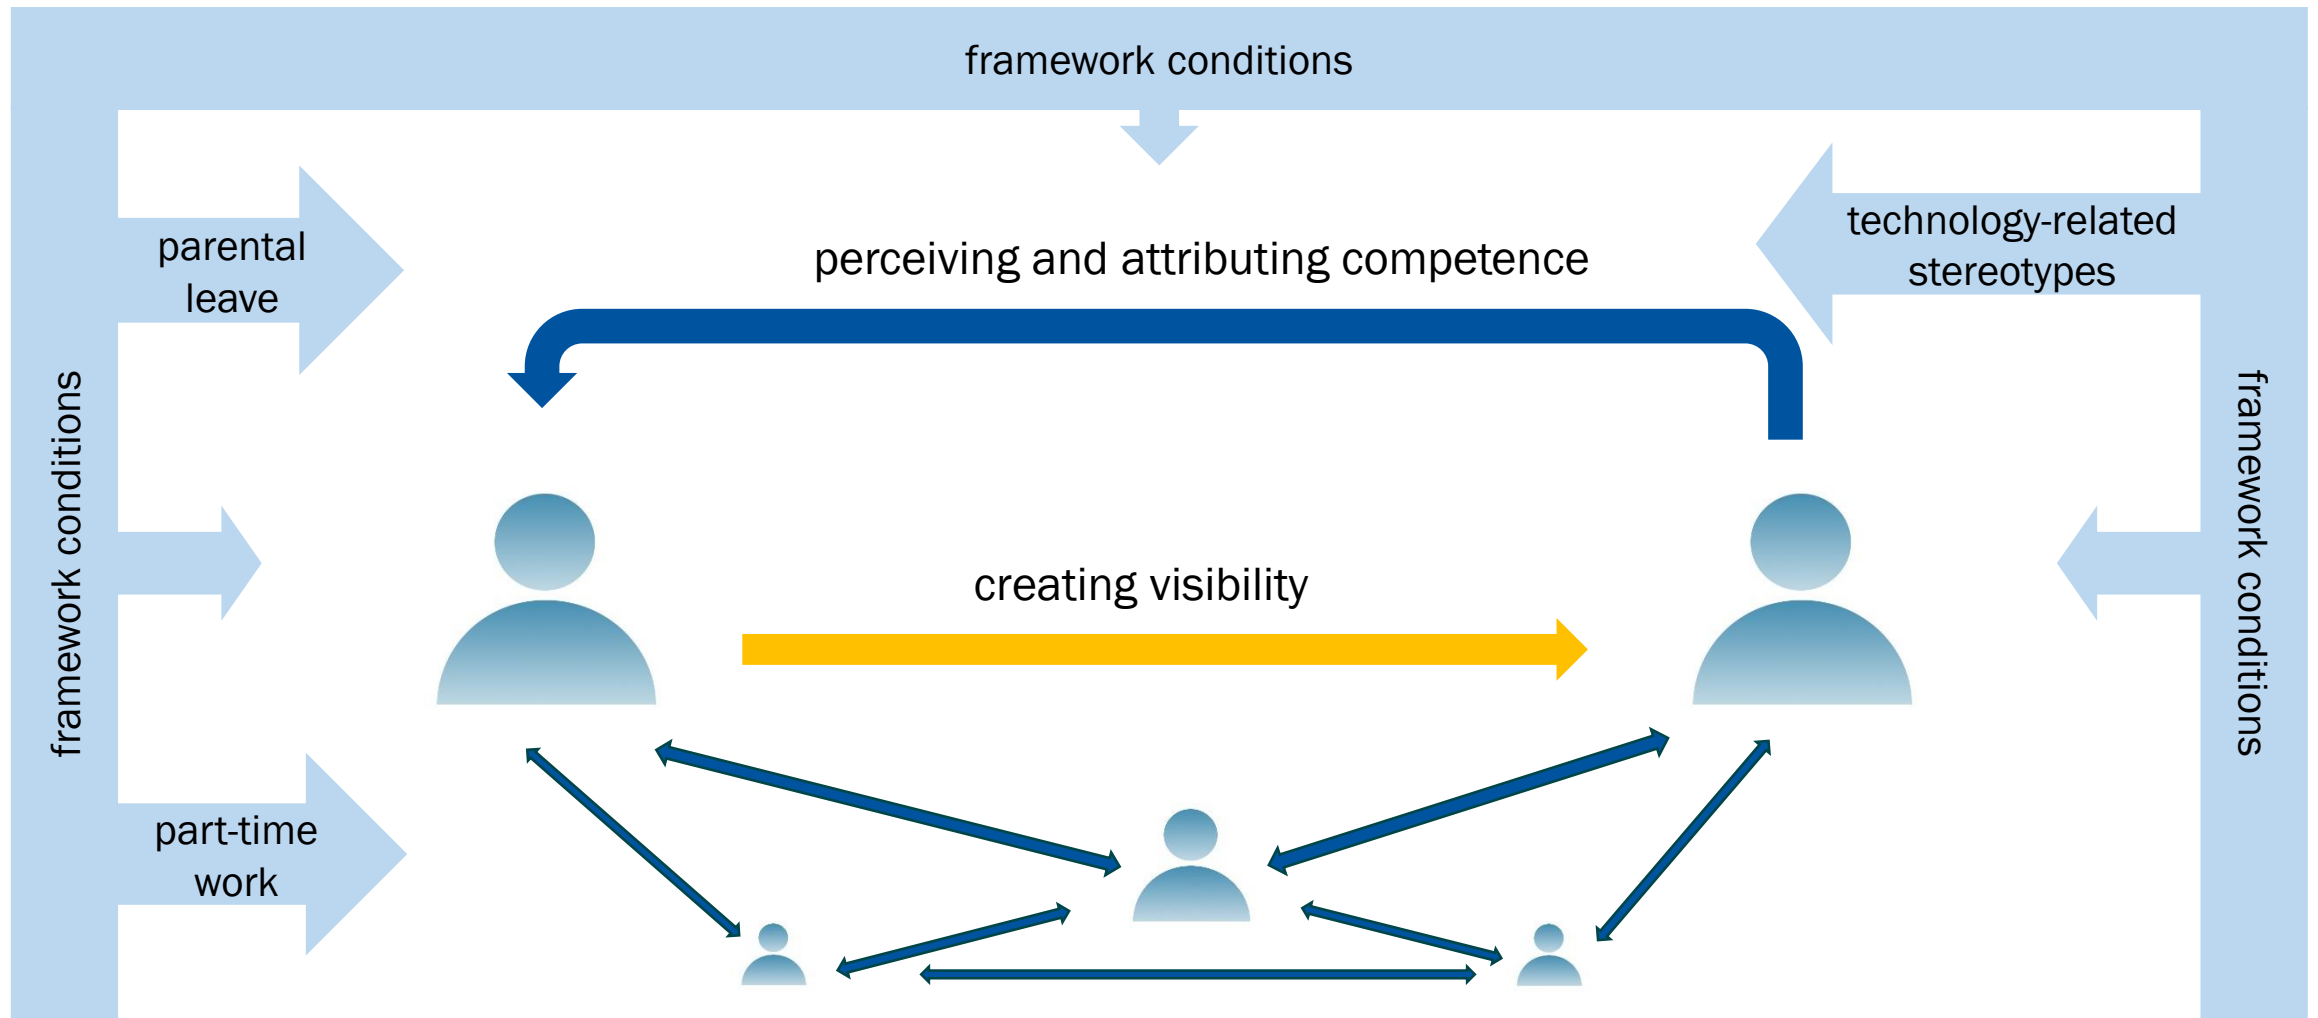 framework conditions
parental
leave
technology-related
stereotypes
perceiving and attributing competence
framework conditions
framework conditions
creating visibility
part-time
work